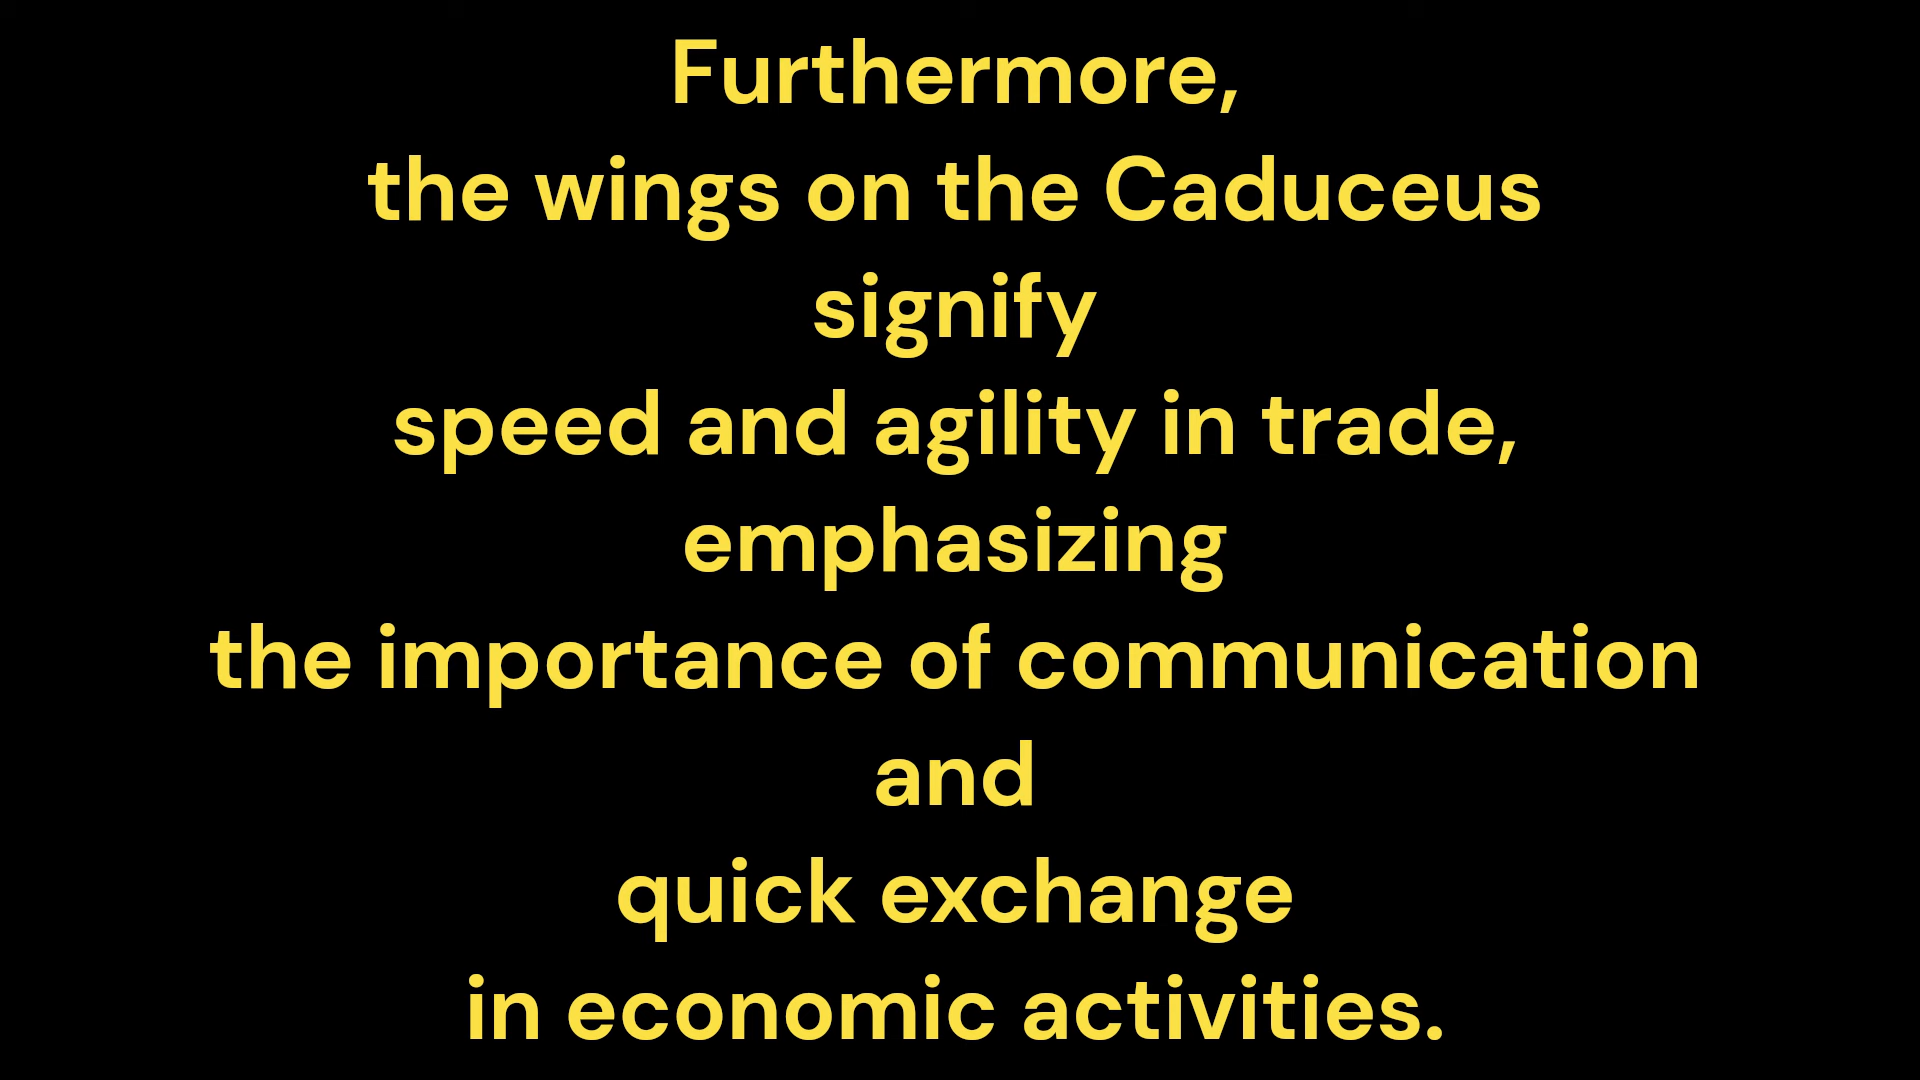 Furthermore,
the wings on the Caduceus
signify
speed and agility in trade,
emphasizing
the importance of communication
and
quick exchange
in economic activities.